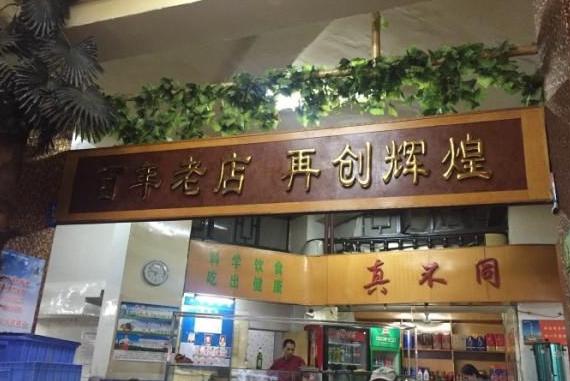 百年老店 再创辉煌
科学饮食
吃出健康
真不同